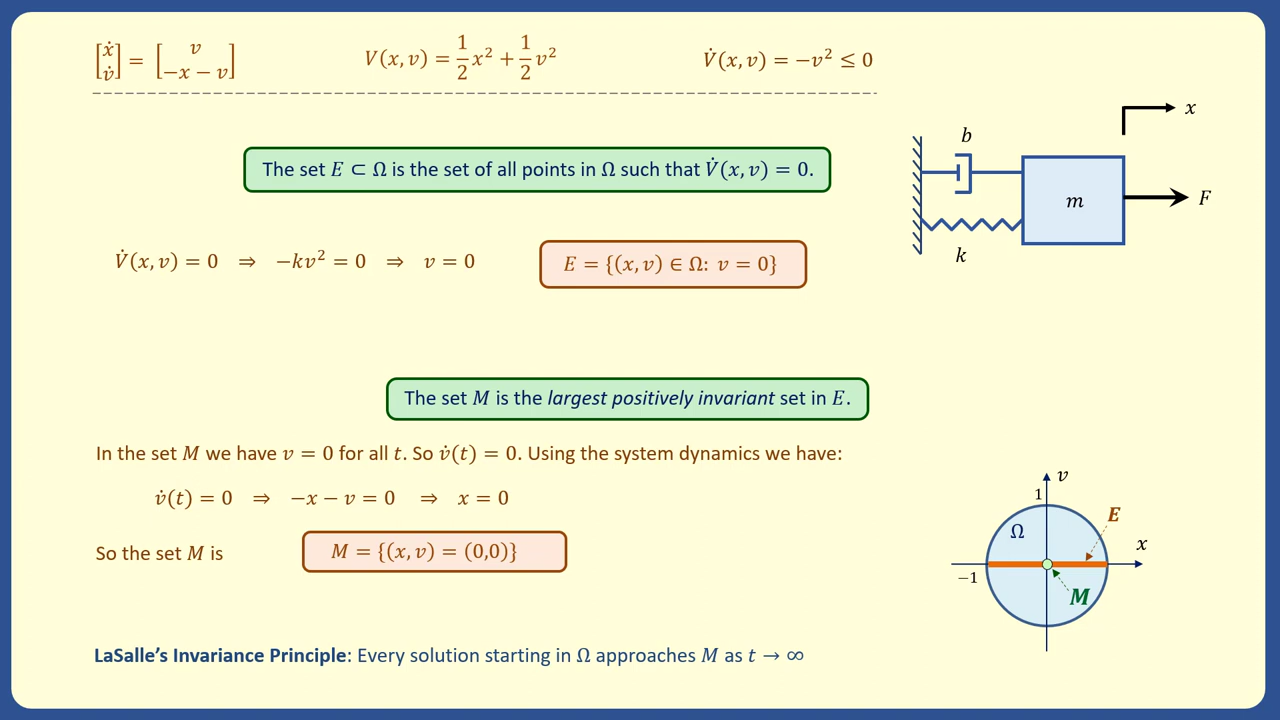 [ẋ v̇] = [v −x − v]
V(x, v) = 1/2 x² + 1/2 v²
V̇(x, v) = −v² ≤ 0
x
b
m
F
k
The set E ⊂ Ω is the set of all points in Ω such that V̇(x, v) = 0.
V̇(x, v) = 0 ⇒ −kv² = 0 ⇒ v = 0
E = {(x, v) ∈ Ω: v = 0}
The set M is the largest positively invariant set in E.
In the set M we have v = 0 for all t. So v̇(t) = 0. Using the system dynamics we have:
v̇(t) = 0 ⇒ −x − v = 0 ⇒ x = 0
So the set M is
M = {(x, v) = (0,0)}
v
1
E
Ω
x
−1
M
LaSalle’s Invariance Principle: Every solution starting in Ω approaches M as t → ∞